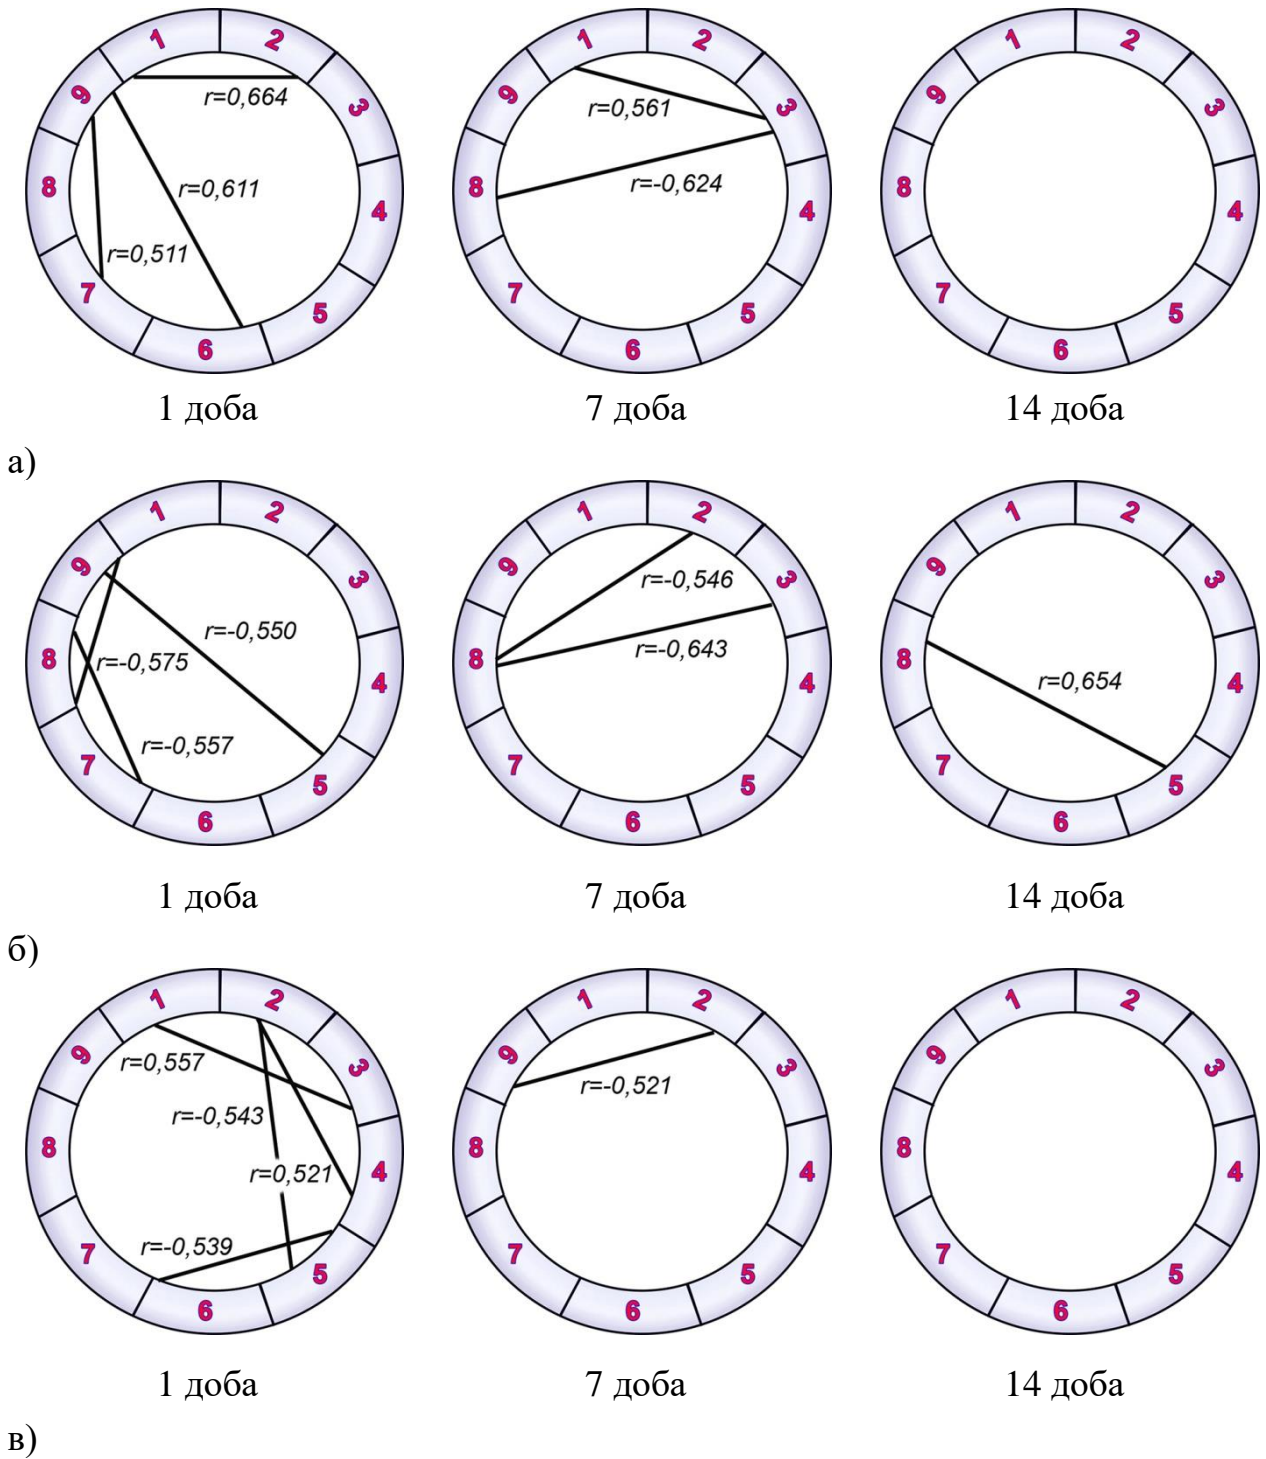 1 2 3 4 5 6 7 8 9
r=0,664
r=0,611
r=0,511
1 доба
1 2 3 4 5 6 7 8 9
r=0,561
r=-0,624
7 доба
1 2 3 4 5 6 7 8 9
14 доба
а)
1 2 3 4 5 6 7 8 9
r=-0,550
r=-0,575
r=-0,557
1 доба
1 2 3 4 5 6 7 8 9
r=-0,546
r=-0,643
7 доба
1 2 3 4 5 6 7 8 9
r=0,654
14 доба
б)
1 2 3 4 5 6 7 8 9
r=0,557
r=-0,543
r=0,521
r=-0,539
1 доба
1 2 3 4 5 6 7 8 9
r=-0,521
7 доба
1 2 3 4 5 6 7 8 9
14 доба
в)